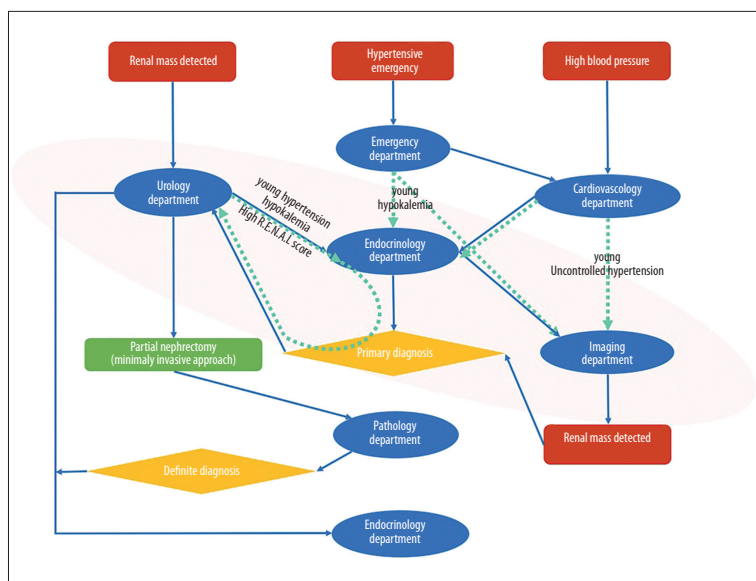 Renal mass detected
Hypertensive
emergency
High blood pressure
Emergency
department
Urology
department
young hypertension
hypokalemia
High R.E.N.A.L score
young
hypokalemia
Cardiovascology
department
Endocrinology
department
young
Uncontrolled hypertension
Partial nephrectomy
(minimaly invasive approach)
Primary diagnosis
Imaging
department
Pathology
department
Renal mass detected
Definite diagnosis
Endocrinology
department